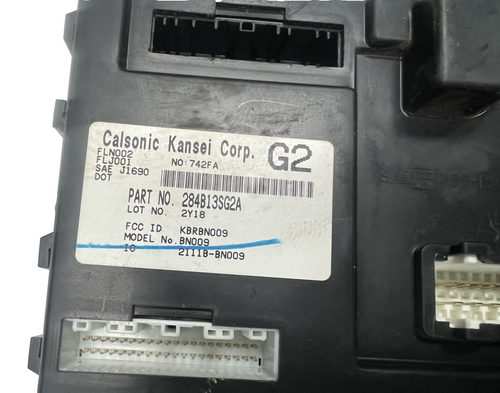 Calsonic Kansei Corp. G2
FLN002
FLJ001 NO:742FA
SAE J1690
DOT
PART NO. 284B13SG2A
LOT NO. 2Y18
FCC ID KBRBN009
MODEL No.BN009
IC 2111B-BN009